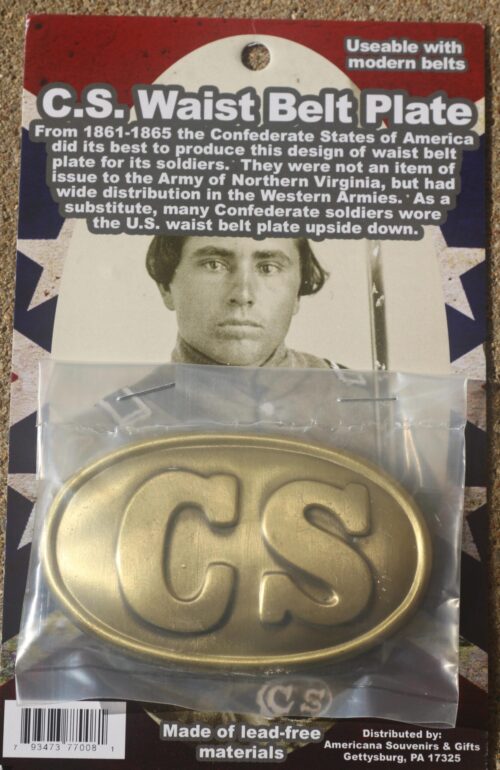 Useable with
modern belts
C.S. Waist Belt Plate
From 1861-1865 the Confederate States of America
did its best to produce this design of waist belt
plate for its soldiers. They were not an item of
issue to the Army of Northern Virginia, but had
wide distribution in the Western Armies. As a
substitute, many Confederate soldiers wore
the U.S. waist belt plate upside down.
CS
CS
7 93473 77008 1
Made of lead-free
materials
Distributed by:
Americana Souvenirs & Gifts
Gettysburg, PA 17325